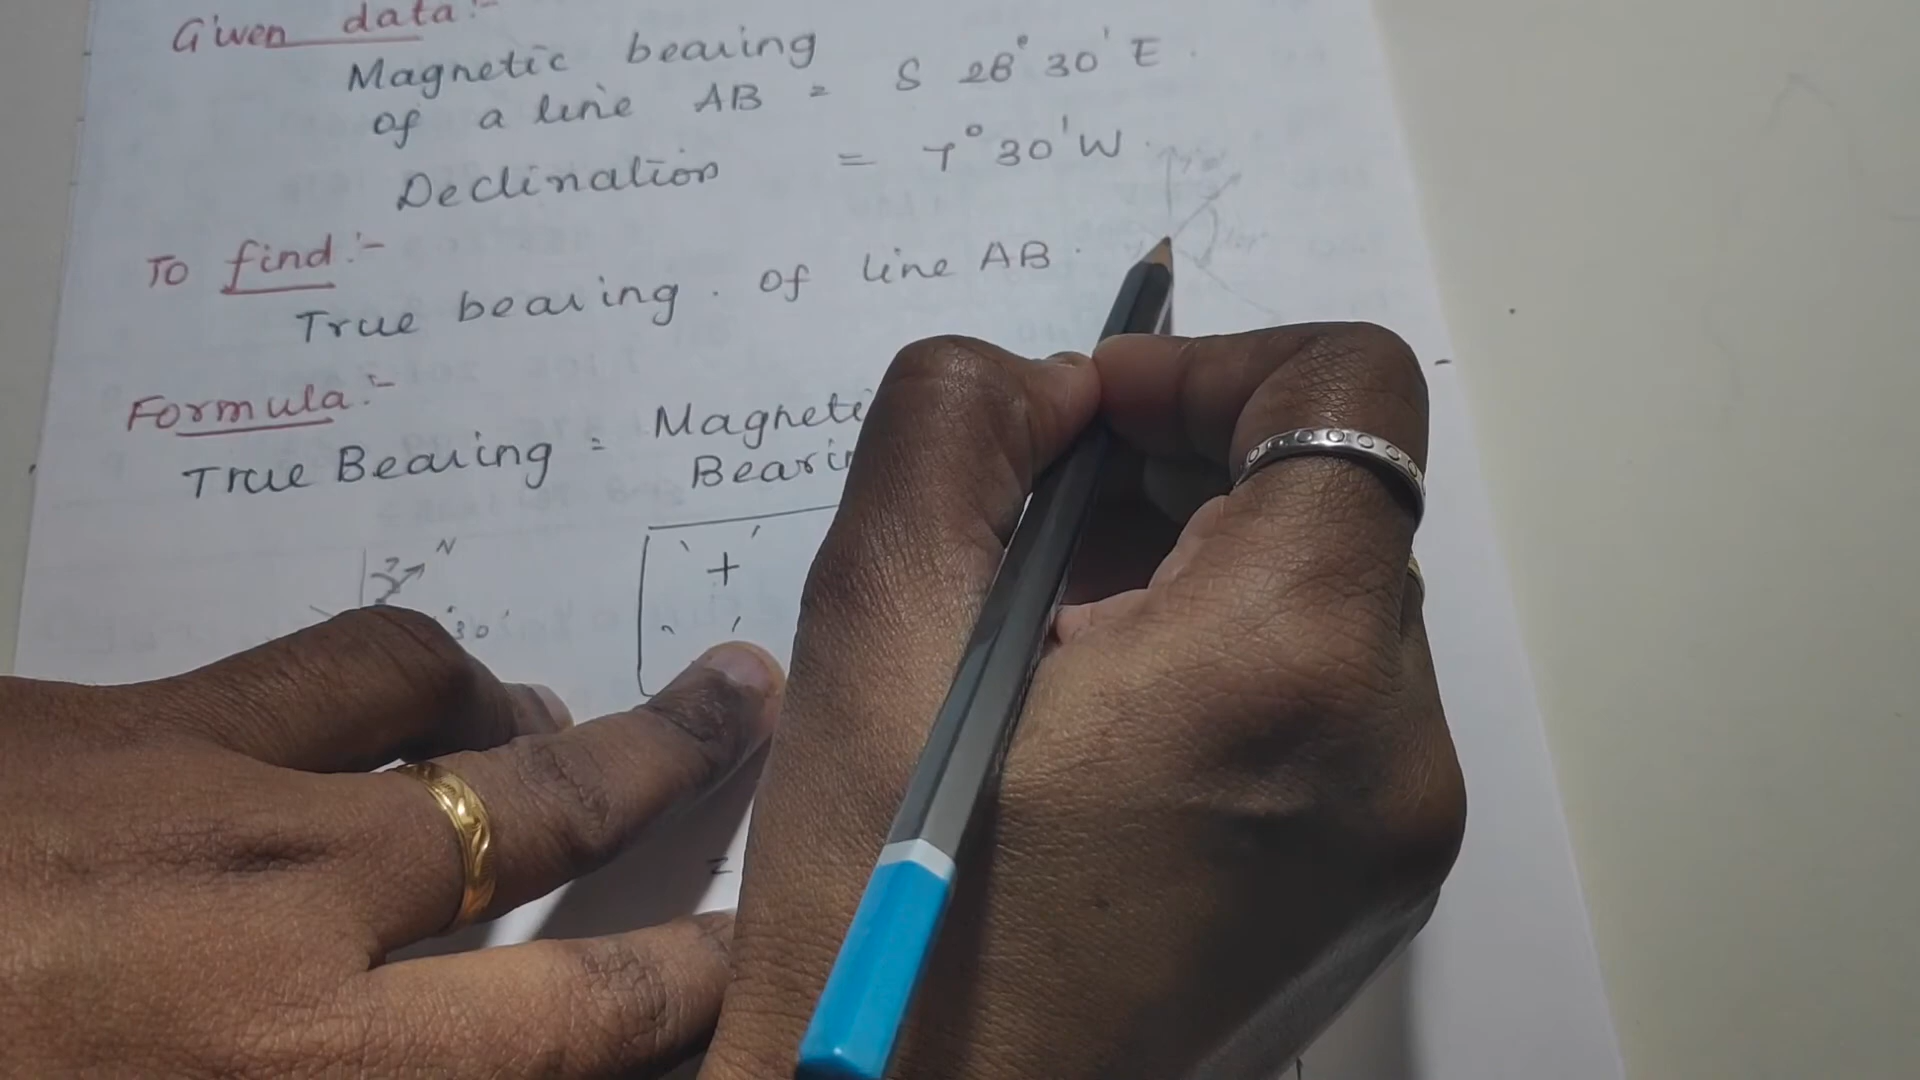 Given data:-
Magnetic bearing
of a line AB = S 28° 30' E.
Declination = 7° 30' W.
To find:-
True bearing. of line AB.
Formula:-
True Bearing = Magneti
Bearin
N
?
30'
+
=